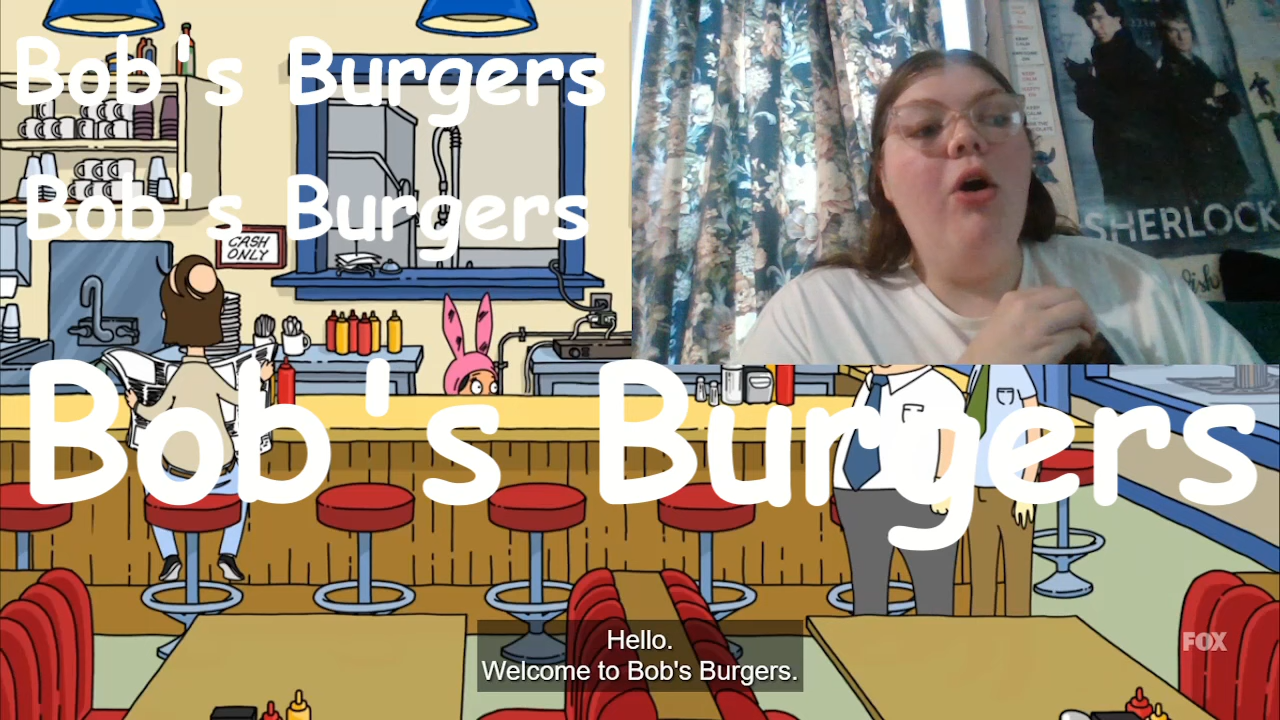 Bob's Burgers
Bob's Burgers
CASH
ONLY
SHERLOCK
Bob's Burgers
Hello.
Welcome to Bob's Burgers.
FOX